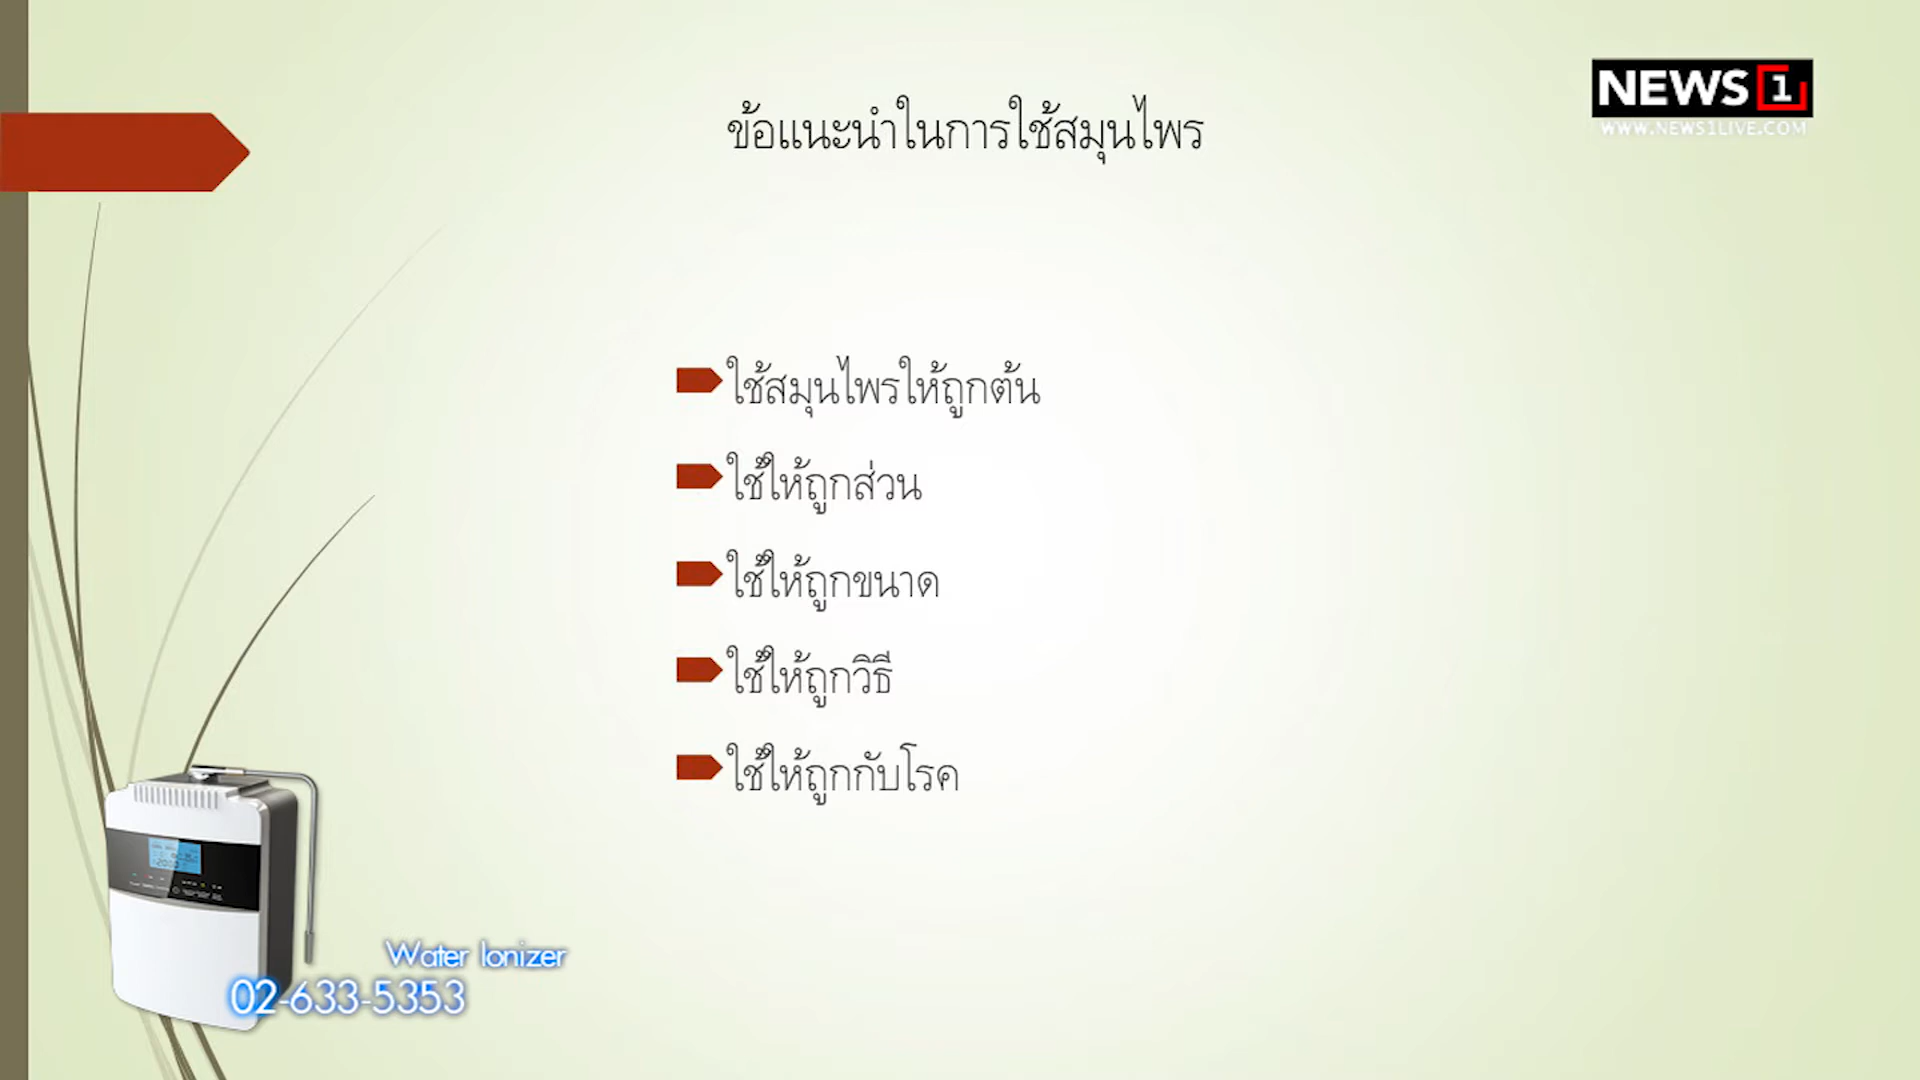 NEWS 1
WWW.NEWS1LIVE.COM
ข้อแนะนำในการใช้สมุนไพร
ใช้สมุนไพรให้ถูกต้น
ใช้ให้ถูกส่วน
ใช้ให้ถูกขนาด
ใช้ให้ถูกวิธี
ใช้ให้ถูกกับโรค
Water Ionizer
02-633-5353